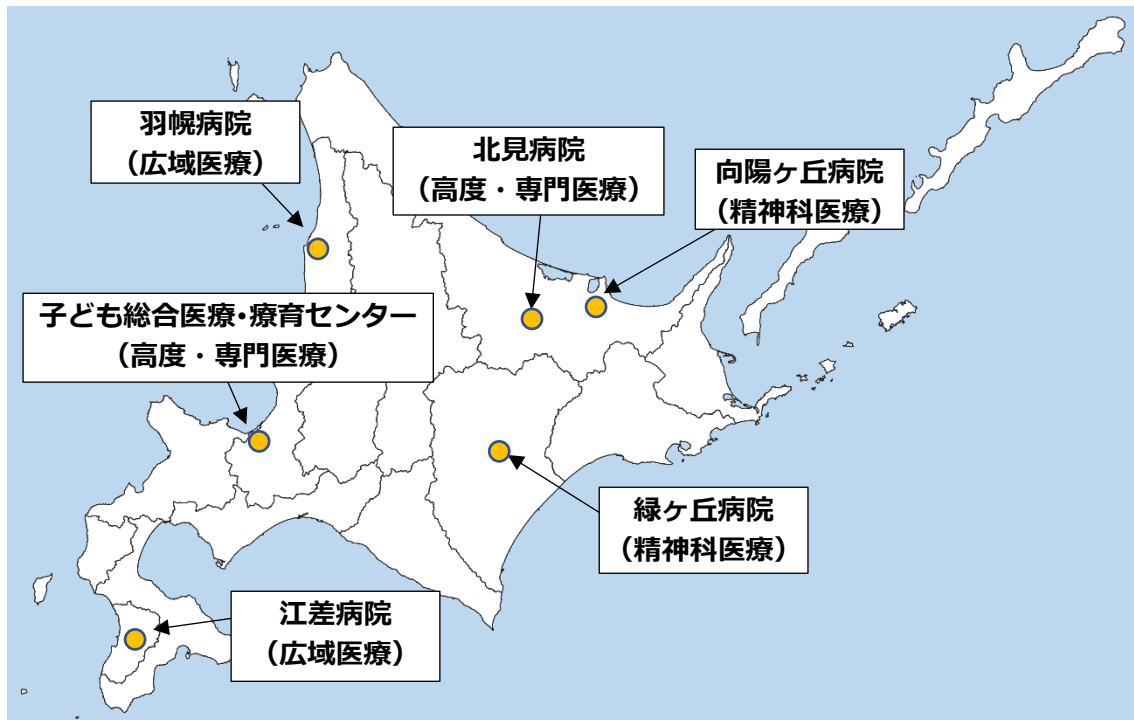 羽幌病院
（広域医療）
北見病院
（高度・専門医療）
向陽ヶ丘病院
（精神科医療）
子ども総合医療・療育センター
（高度・専門医療）
緑ヶ丘病院
（精神科医療）
江差病院
（広域医療）